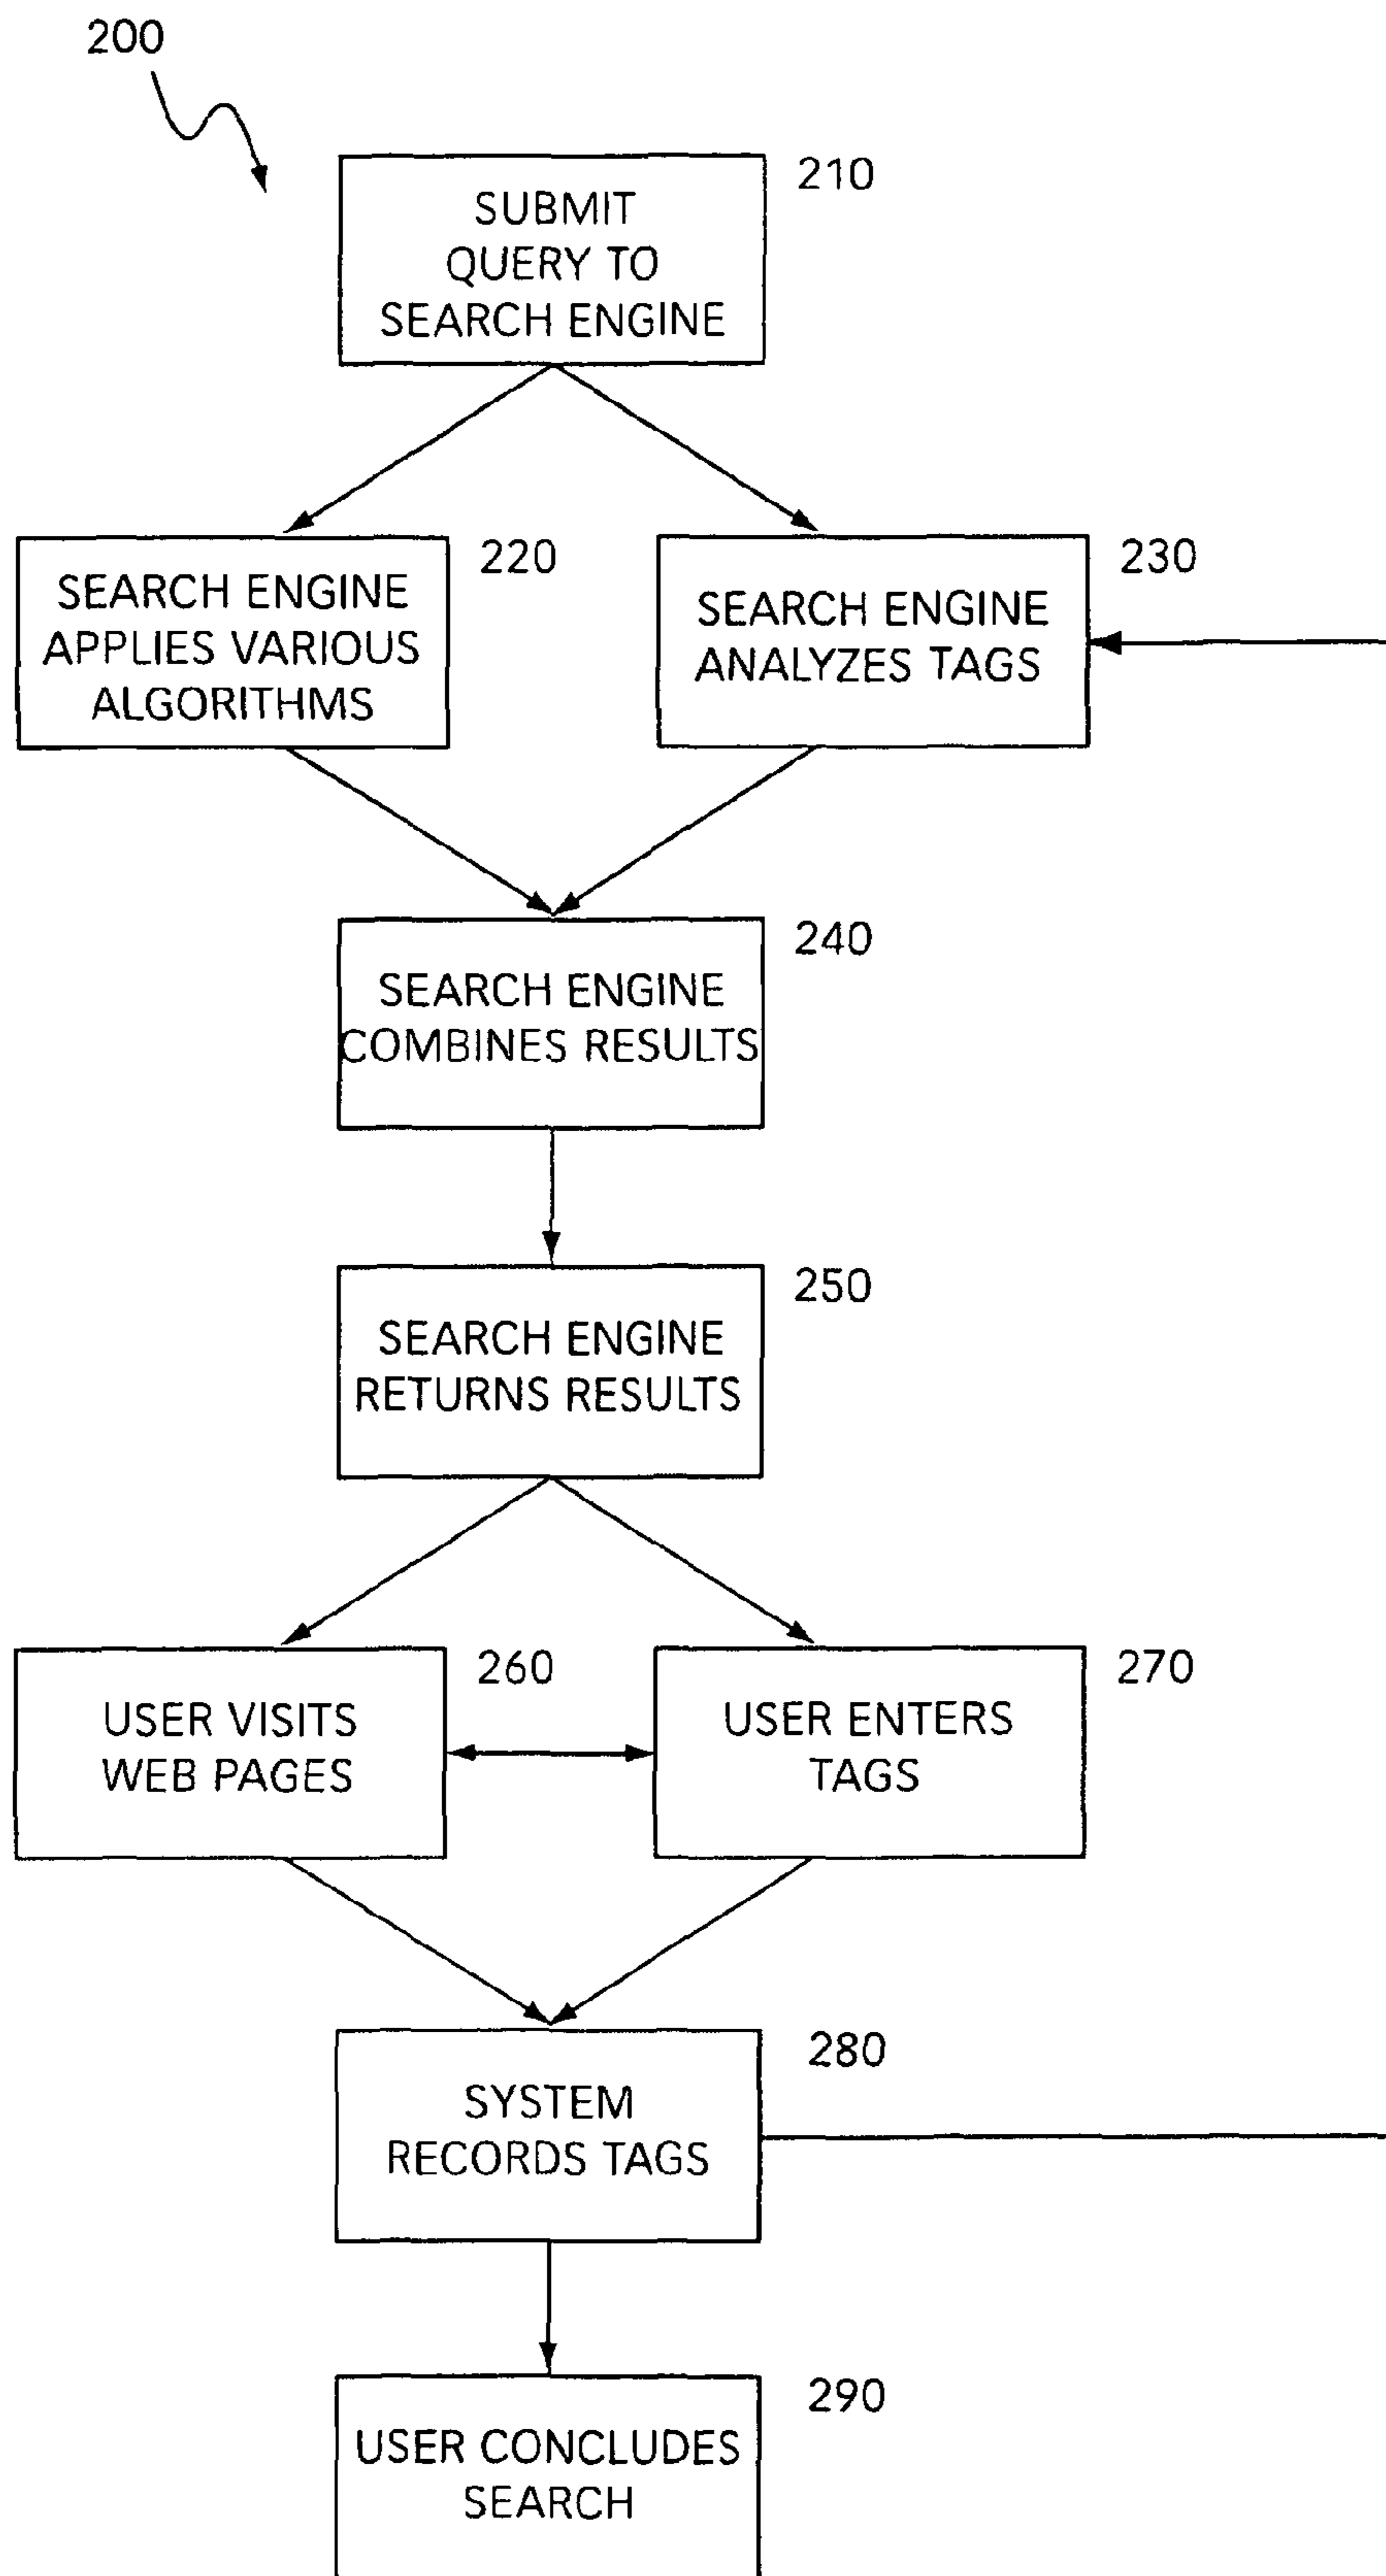 200
210
SUBMIT
QUERY TO
SEARCH ENGINE
220
SEARCH ENGINE
APPLIES VARIOUS
ALGORITHMS
230
SEARCH ENGINE
ANALYZES TAGS
240
SEARCH ENGINE
COMBINES RESULTS
250
SEARCH ENGINE
RETURNS RESULTS
260
USER VISITS
WEB PAGES
270
USER ENTERS
TAGS
280
SYSTEM
RECORDS TAGS
290
USER CONCLUDES
SEARCH